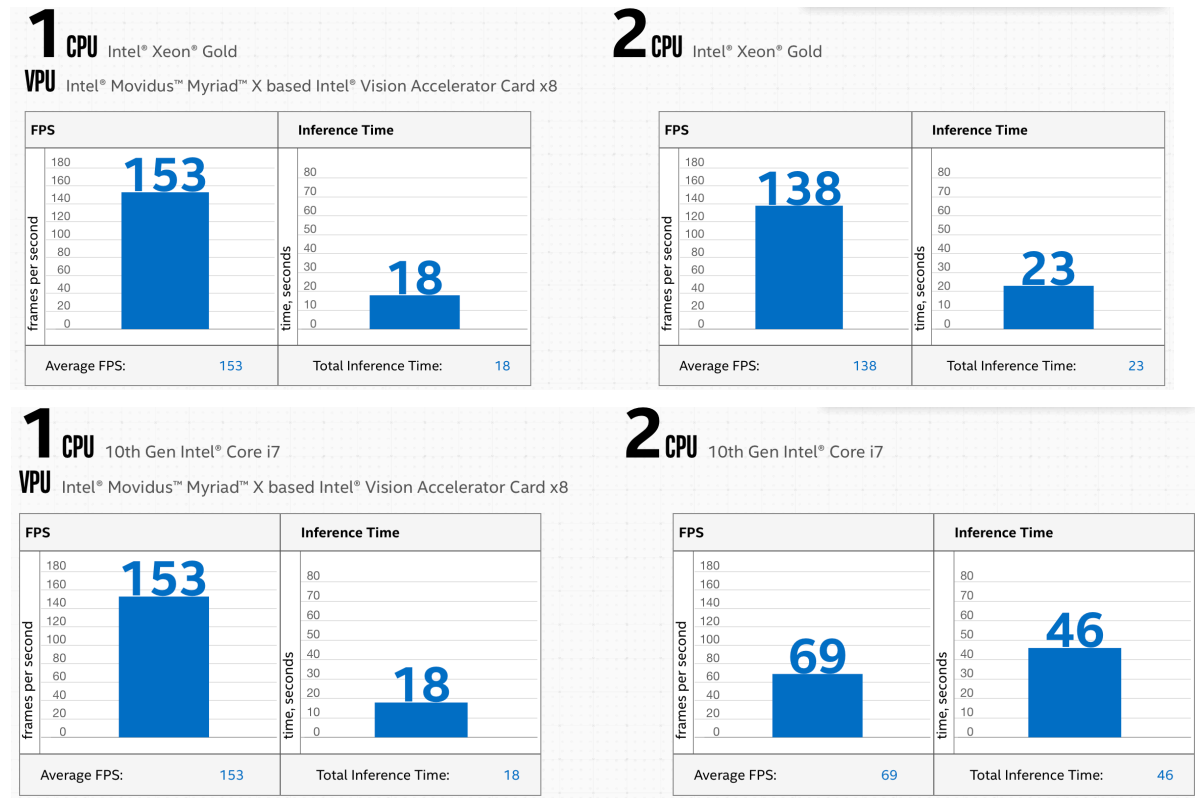 1 CPU Intel® Xeon® Gold
VPU Intel® Movidus™ Myriad™ X based Intel® Vision Accelerator Card x8
FPS
Inference Time
frames per second
180
160
140
120
100
80
60
40
20
0
153
time, seconds
80
70
60
50
40
30
20
10
0
18
Average FPS: 153
Total Inference Time: 18
2 CPU Intel® Xeon® Gold
FPS
Inference Time
frames per second
180
160
140
120
100
80
60
40
20
0
138
time, seconds
80
70
60
50
40
30
20
10
0
23
Average FPS: 138
Total Inference Time: 23
1 CPU 10th Gen Intel® Core i7
VPU Intel® Movidus™ Myriad™ X based Intel® Vision Accelerator Card x8
FPS
Inference Time
frames per second
180
160
140
120
100
80
60
40
20
0
153
time, seconds
80
70
60
50
40
30
20
10
0
18
Average FPS: 153
Total Inference Time: 18
2 CPU 10th Gen Intel® Core i7
FPS
Inference Time
frames per second
180
160
140
120
100
80
60
40
20
0
69
time, seconds
80
70
60
50
40
30
20
10
0
46
Average FPS: 69
Total Inference Time: 46